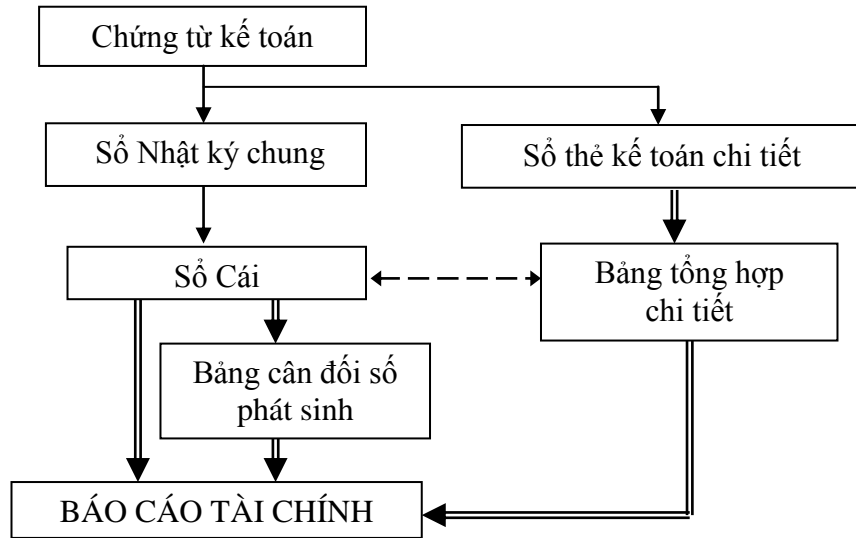 Chứng từ kế toán
Sổ Nhật ký chung
Sổ thẻ kế toán chi tiết
Sổ Cái
Bảng tổng hợp
chi tiết
Bảng cân đối số
phát sinh
BÁO CÁO TÀI CHÍNH